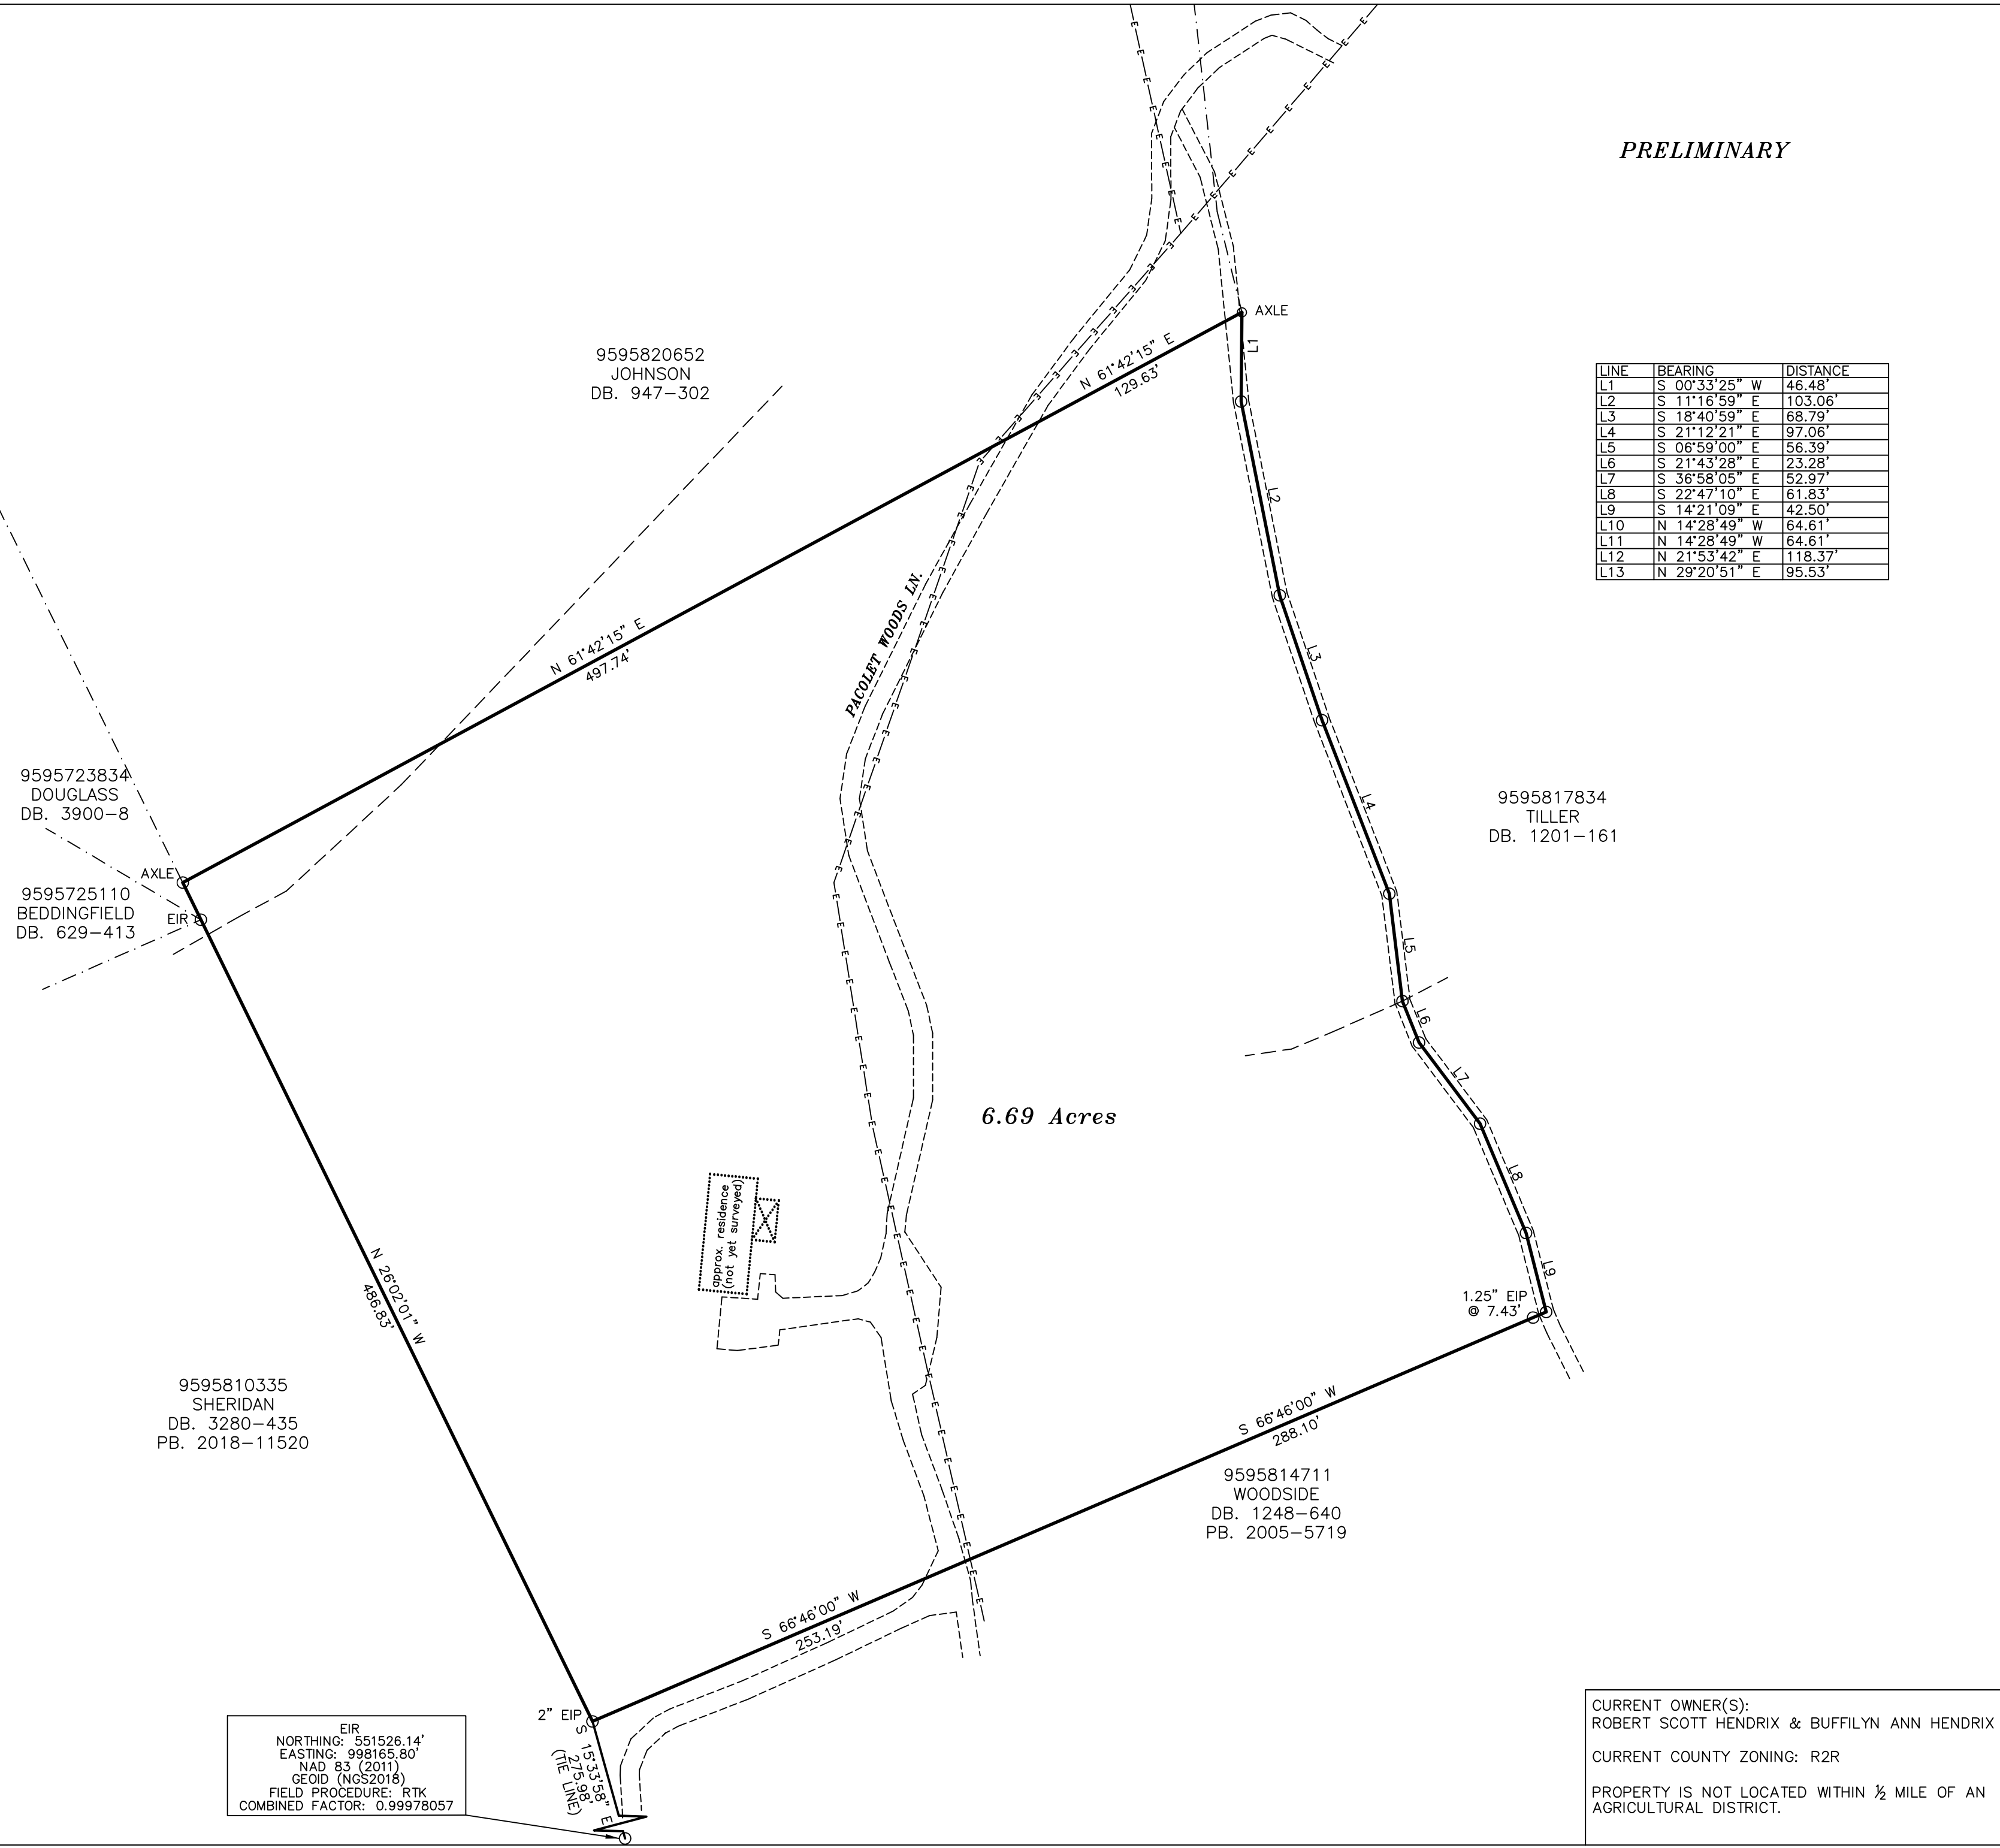 PRELIMINARY
AXLE
N 61°42'15" E
129.63'
L1
9595820652
JOHNSON
DB. 947-302
LINE BEARING DISTANCE
L1 S 00°33'25" W 46.48'
L2 S 11°16'59" E 103.06'
L3 S 18°40'59" E 68.79'
L4 S 21°12'21" E 97.06'
L5 S 06°59'00" E 56.39'
L6 S 21°43'28" E 23.28'
L7 S 36°58'05" E 52.97'
L8 S 22°47'10" E 61.83'
L9 S 14°21'09" E 42.50'
L10 N 14°28'49" W 64.61'
L11 N 14°28'49" W 64.61'
L12 N 21°53'42" E 118.37'
L13 N 29°20'51" E 95.53'
L2
N 61°42'15" E
497.74'
PACOLET WOODS LN.
L3
9595723834
DOUGLASS
DB. 3900-8
L4
9595817834
TILLER
DB. 1201-161
AXLE
9595725110
BEDDINGFIELD
DB. 629-413
EIR
L5
L6
L7
6.69 Acres
L8
approx. residence
(not yet surveyed)
L9
N 26°02'01" W
486.83'
1.25" EIP
@ 7.43'
9595810335
SHERIDAN
DB. 3280-435
PB. 2018-11520
S 66°46'00" W
288.10'
9595814711
WOODSIDE
DB. 1248-640
PB. 2005-5719
S 66°46'00" W
253.19'
2" EIP
S 15°33'58" E
275.98'
(TIE LINE)
EIR
NORTHING: 551526.14'
EASTING: 998165.80'
NAD 83 (2011)
GEOID (NGS2018)
FIELD PROCEDURE: RTK
COMBINED FACTOR: 0.99978057
CURRENT OWNER(S):
ROBERT SCOTT HENDRIX & BUFFILYN ANN HENDRIX
CURRENT COUNTY ZONING: R2R
PROPERTY IS NOT LOCATED WITHIN ½ MILE OF AN
AGRICULTURAL DISTRICT.